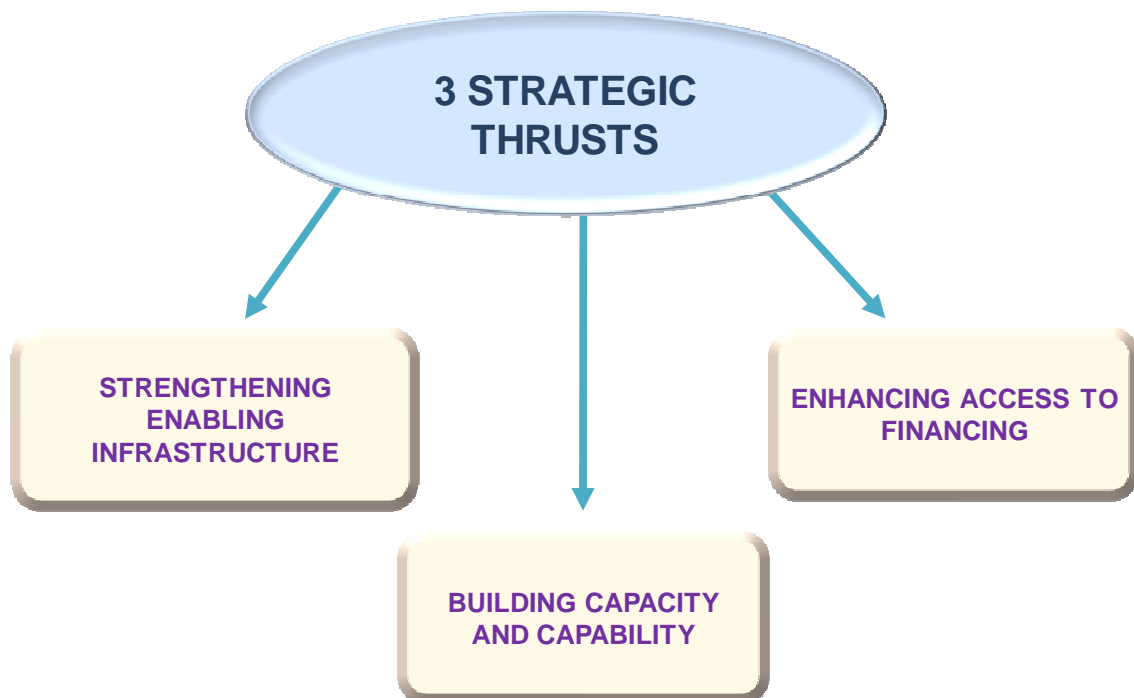 3 STRATEGIC
THRUSTS
STRENGTHENING
ENABLING
INFRASTRUCTURE
ENHANCING ACCESS TO
FINANCING
BUILDING CAPACITY
AND CAPABILITY